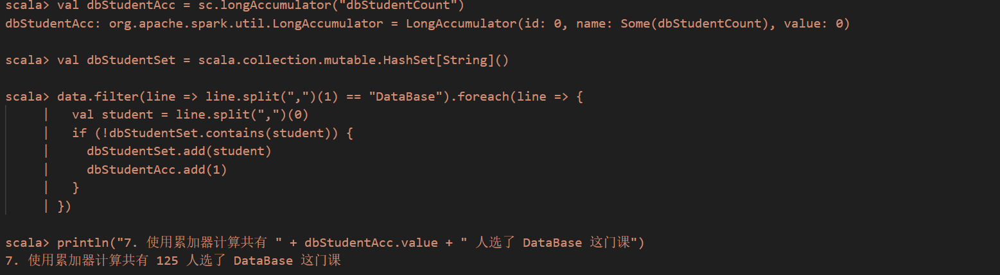 scala> val dbStudentAcc = sc.longAccumulator("dbStudentCount")
dbStudentAcc: org.apache.spark.util.LongAccumulator = LongAccumulator(id: 0, name: Some(dbStudentCount), value: 0)
scala> val dbStudentSet = scala.collection.mutable.HashSet[String]()
scala> data.filter(line => line.split(",")(1) == "DataBase").foreach(line => {
     |   val student = line.split(",")(0)
     |   if (!dbStudentSet.contains(student)) {
     |     dbStudentSet.add(student)
     |     dbStudentAcc.add(1)
     |   }
     | })
scala> println("7. 使用累加器计算共有 " + dbStudentAcc.value + " 人选了 DataBase 这门课")
7. 使用累加器计算共有 125 人选了 DataBase 这门课